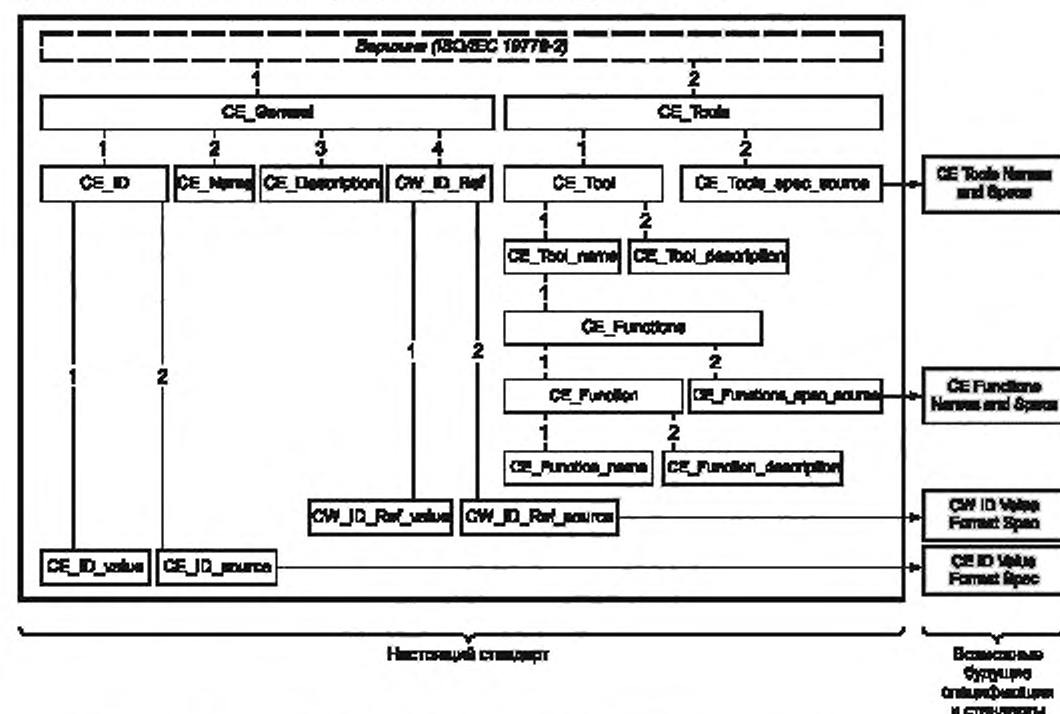 Вариант (ISO/IEC 19778-2)
1
2
CE_General
CE_Tools
1
2
3
4
1
2
CE_ID
CE_Name
CE_Description
CW_ID_Ref
CE_Tool
CE_Tools_spec_source
CE Tools Names
and Specs
1
2
CE_Tool_name
CE_Tool_description
1
CE_Functions
1
2
1
2
1
2
CE_Function
CE_Functions_spec_source
CE Functions
Names and Specs
1
2
CE_Function_name
CE_Function_description
CW_ID_Ref_value
CW_ID_Ref_source
CW ID Value
Format Spec
CE_ID_value
CE_ID_source
CE ID Value
Format Spec
Настоящий стандарт
Возможные
будущие
спецификации
и стандарты